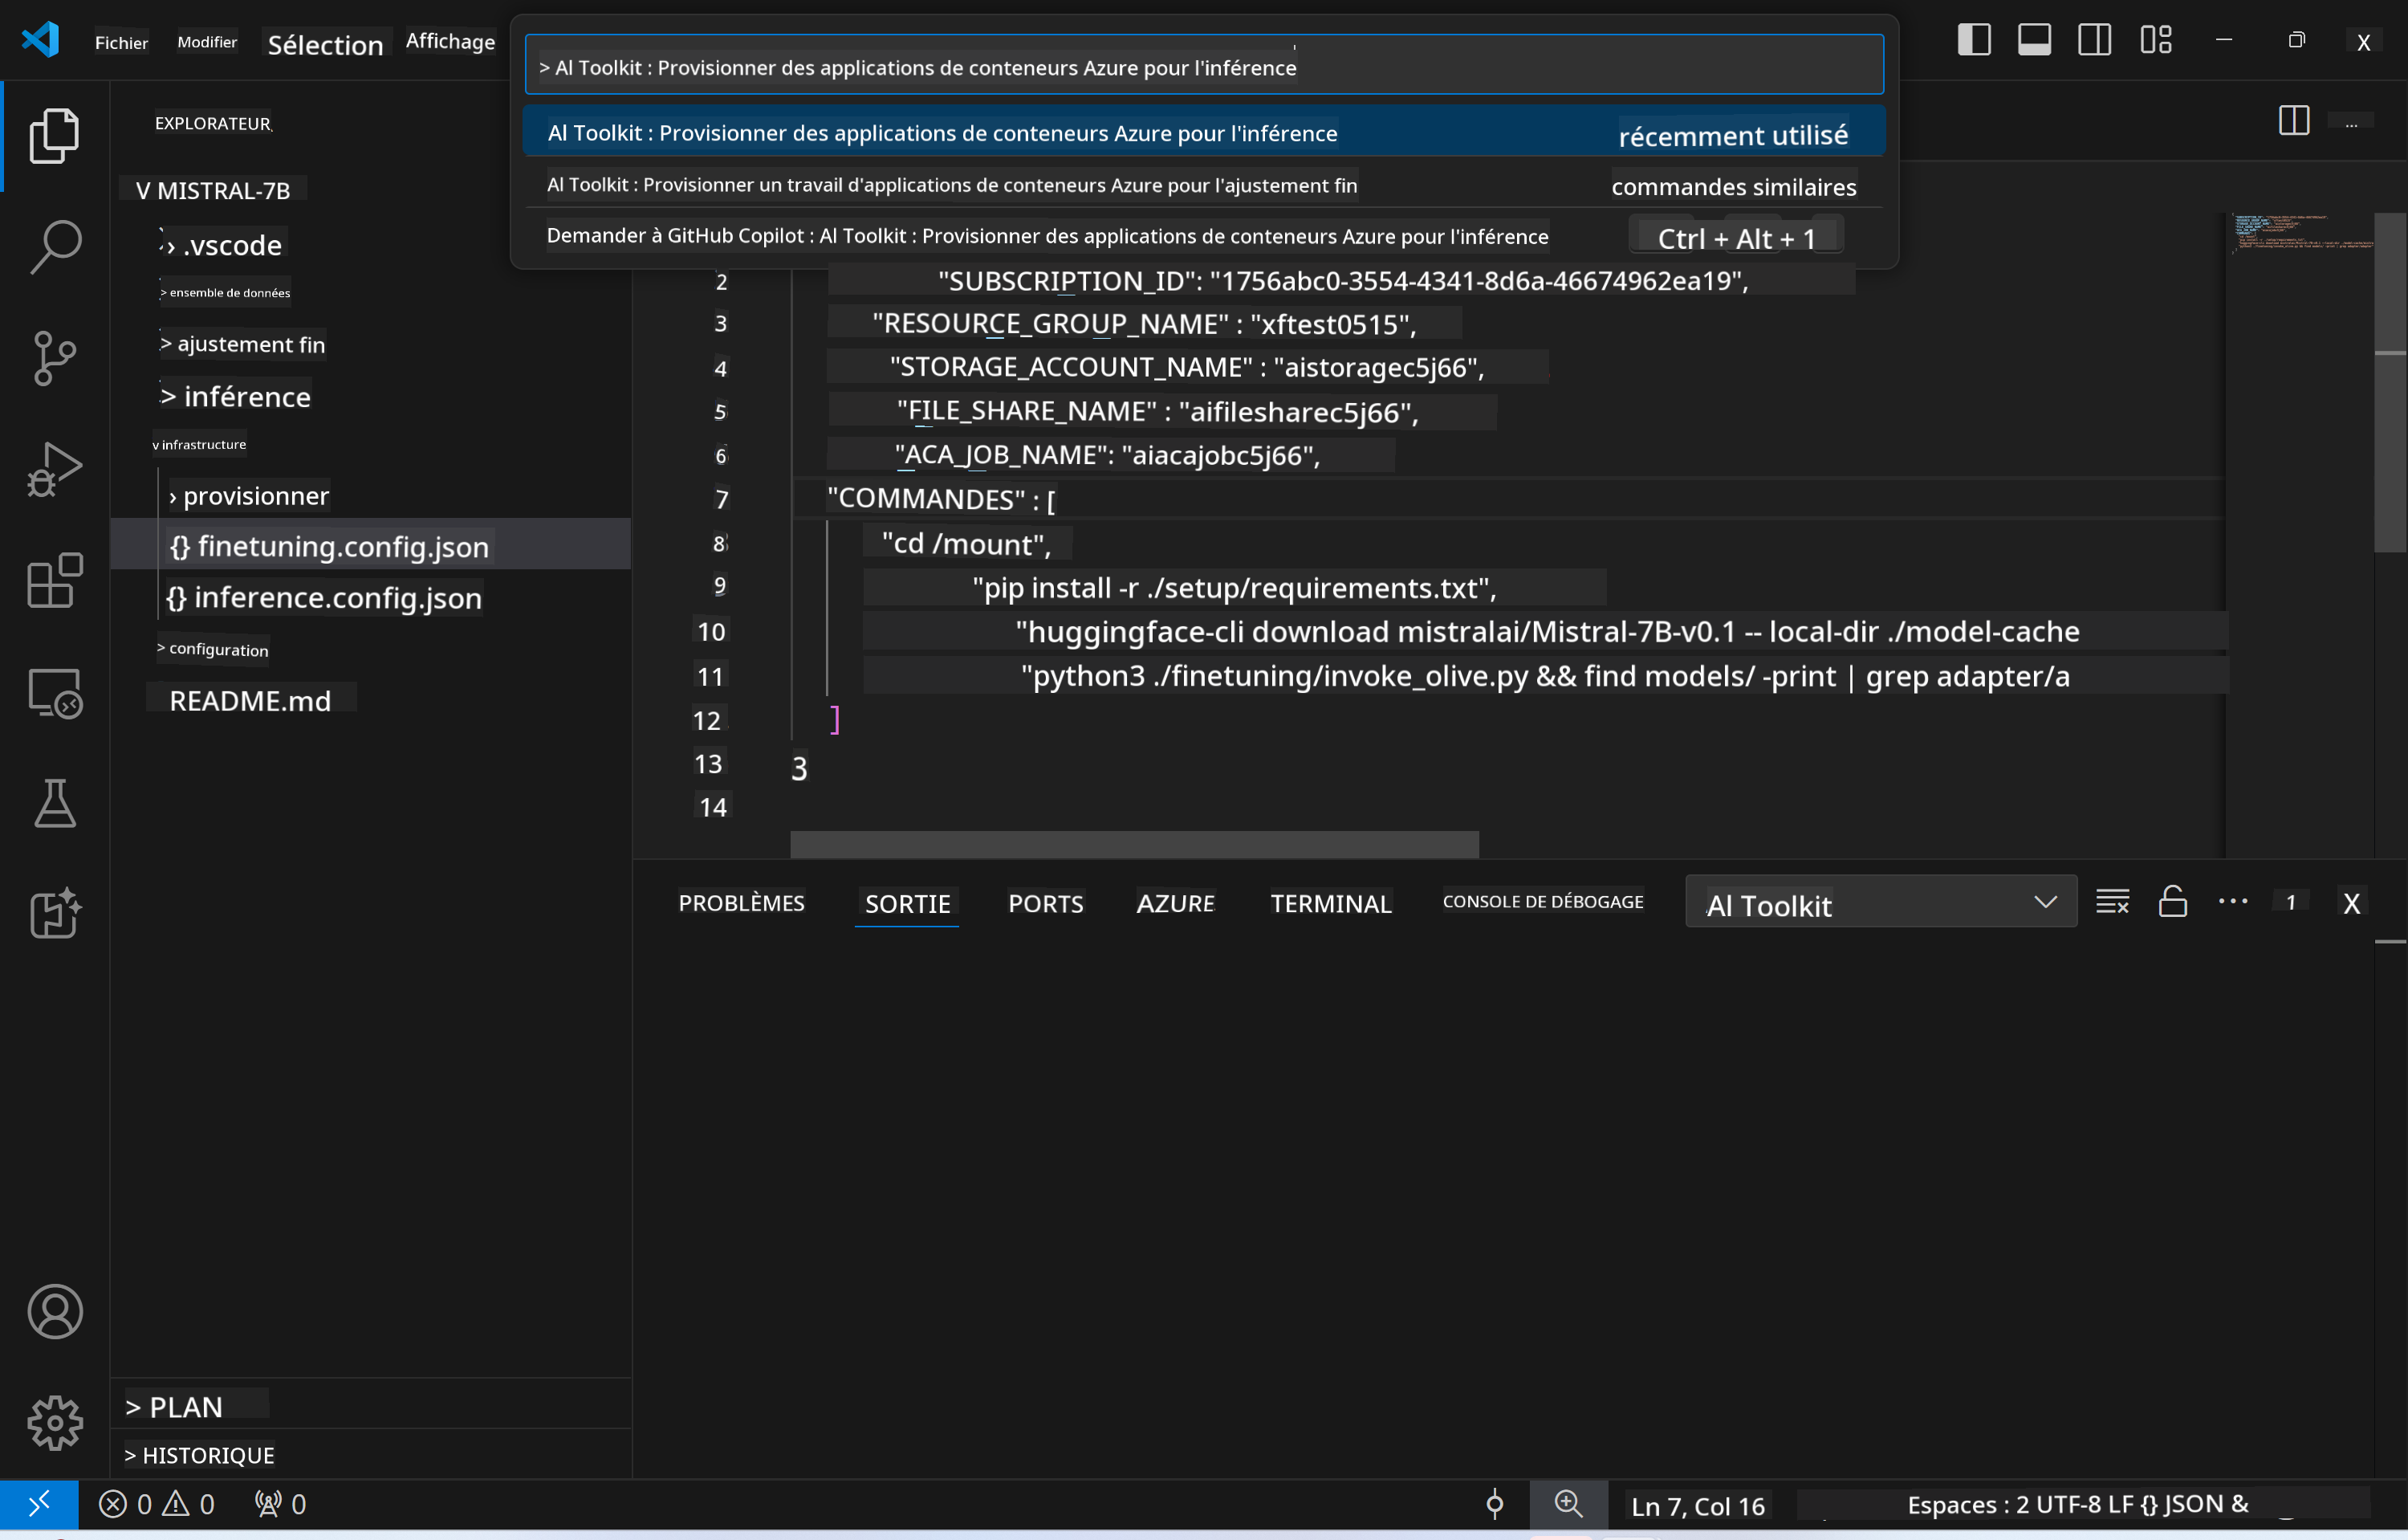 Fichier Modifier Sélection Affichage
> AI Toolkit : Provisionner des applications de conteneurs Azure pour l'inférence
AI Toolkit : Provisionner des applications de conteneurs Azure pour l'inférence récemment utilisé
AI Toolkit : Provisionner un travail d'applications de conteneurs Azure pour l'ajustement fin commandes similaires
Demander à GitHub Copilot : AI Toolkit : Provisionner des applications de conteneurs Azure pour l'inférence Ctrl + Alt + 1
X
EXPLORATEUR
...
V MISTRAL-7B
> .vscode
> ensemble de données
> ajustement fin
> inférence
v infrastructure
> provisionner
{} finetuning.config.json
{} inference.config.json
> configuration
README.md
> PLAN
> HISTORIQUE
2 "SUBSCRIPTION_ID": "1756abc0-3554-4341-8d6a-46674962ea19",
3 "RESOURCE_GROUP_NAME" : "xftest0515",
4 "STORAGE_ACCOUNT_NAME" : "aistoragec5j66",
5 "FILE_SHARE_NAME" : "aifilesharec5j66",
6 "ACA_JOB_NAME": "aiacajobc5j66",
7 "COMMANDES" : [
8 "cd /mount",
9 "pip install -r ./setup/requirements.txt",
10 "huggingface-cli download mistralai/Mistral-7B-v0.1 -- local-dir ./model-cache
11 "python3 ./finetuning/invoke_olive.py && find models/ -print | grep adapter/a
12 ]
13 3
14
PROBLÈMES SORTIE PORTS AZURE TERMINAL CONSOLE DE DÉBOGAGE AI Toolkit ... 1 X
0 0 0 Ln 7, Col 16 Espaces : 2 UTF-8 LF {} JSON &